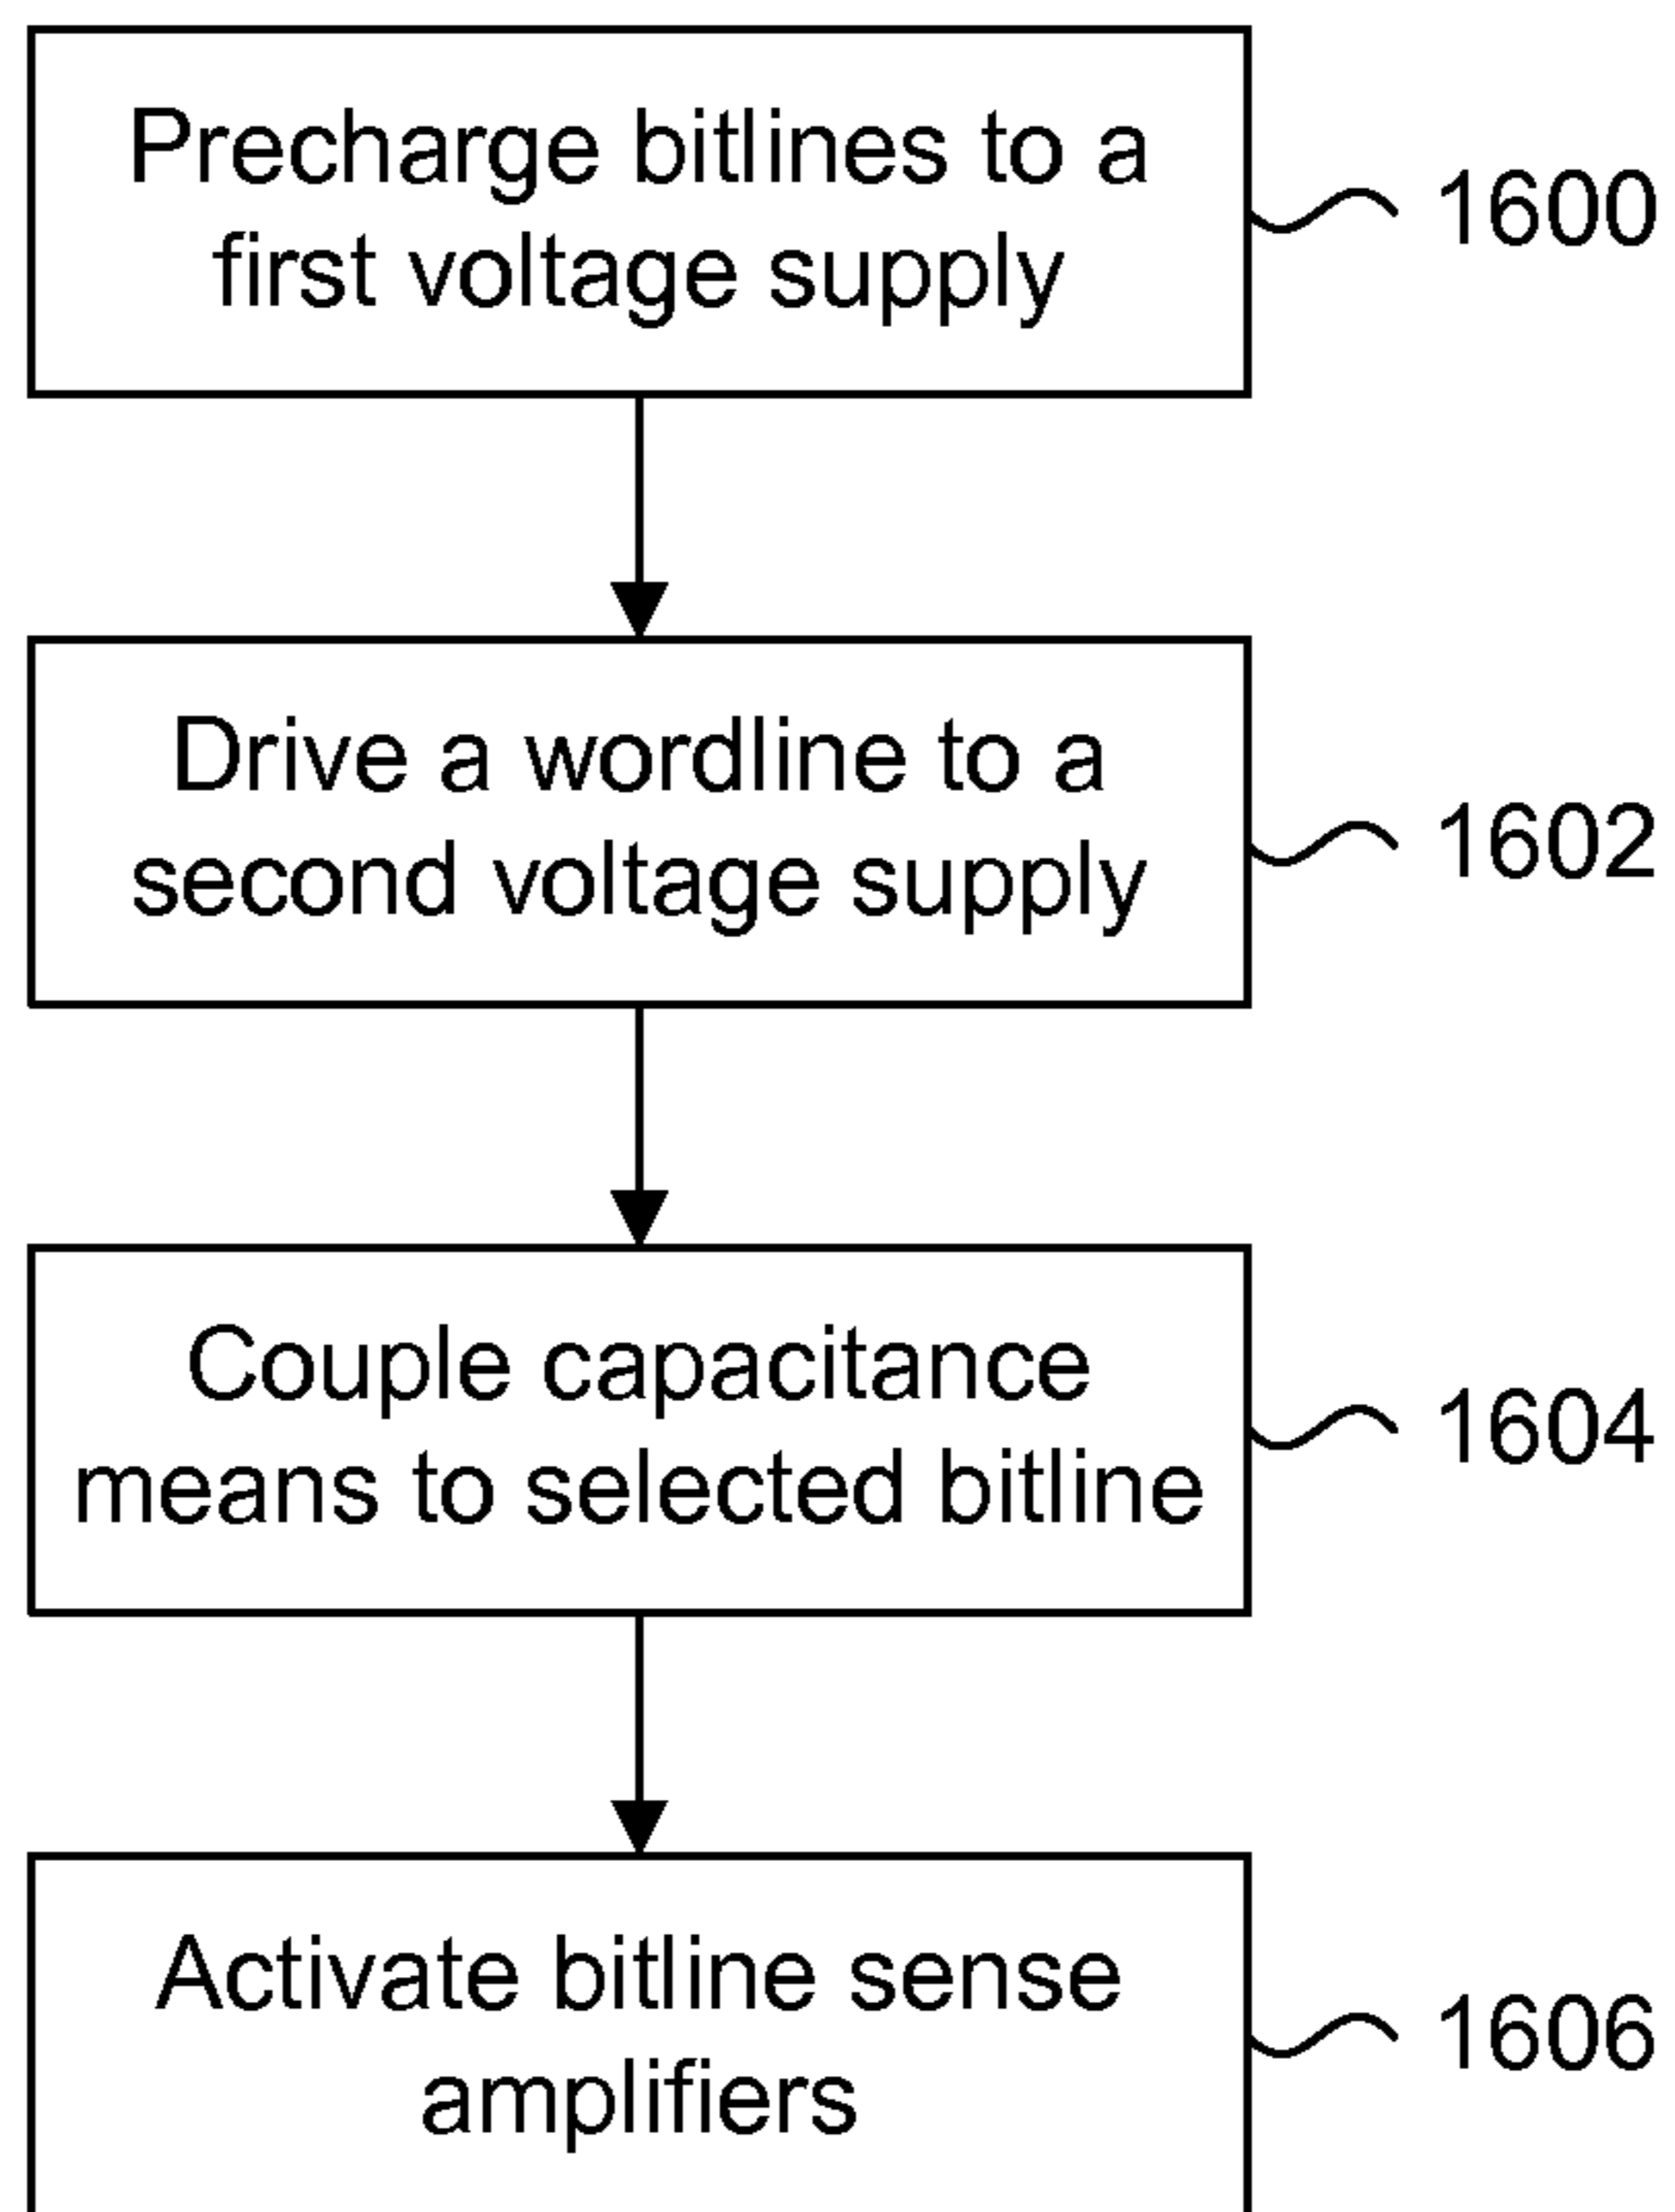 Precharge bitlines to a
first voltage supply
1600
Drive a wordline to a
second voltage supply
1602
Couple capacitance
means to selected bitline
1604
Activate bitline sense
amplifiers
1606